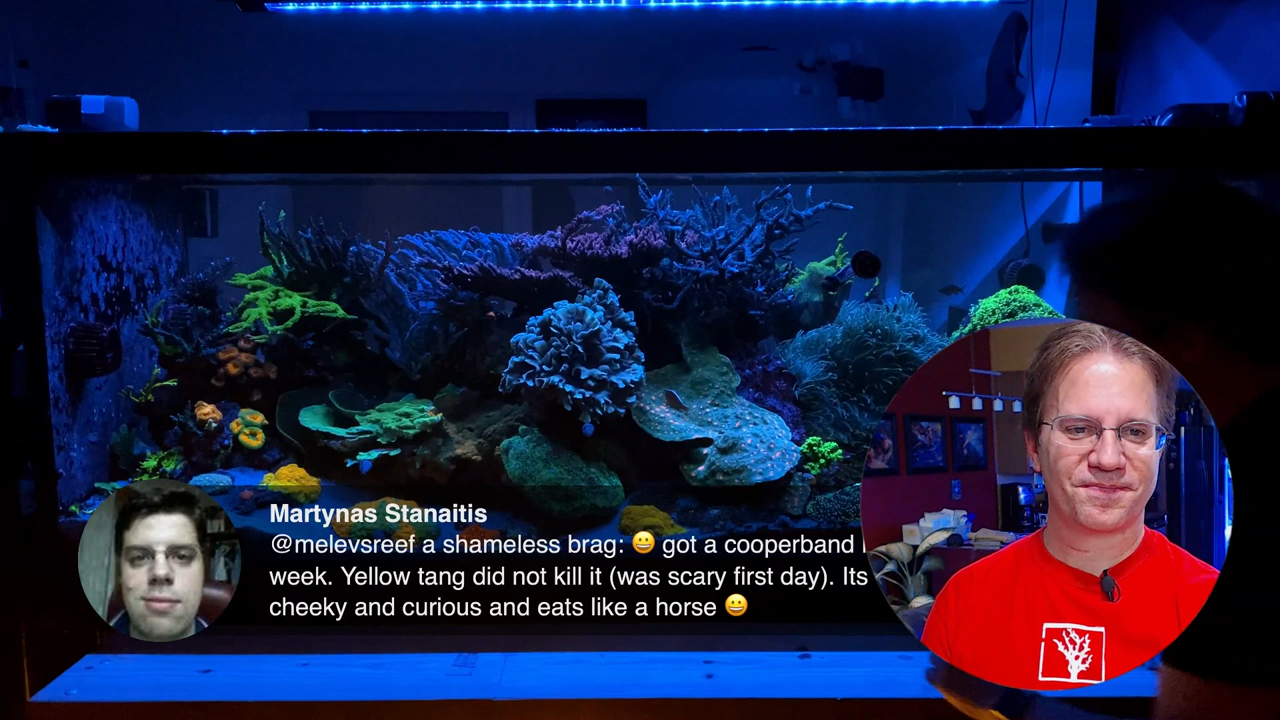 Martynas Stanaitis
@melevsreef a shameless brag: 😀 got a cooperband
week. Yellow tang did not kill it (was scary first day). Its
cheeky and curious and eats like a horse 😀